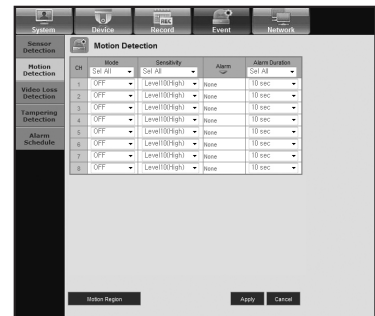 REC
System Device Record Event Network
Sensor Detection
Motion Detection
Video Loss Detection
Tampering Detection
Alarm Schedule
Motion Detection
CH Mode Sensitivity Alarm Alarm Duration
Sel All Sel All Sel All
1 OFF Level10(High) None 10 sec
2 OFF Level10(High) None 10 sec
3 OFF Level10(High) None 10 sec
4 OFF Level10(High) None 10 sec
5 OFF Level10(High) None 10 sec
6 OFF Level10(High) None 10 sec
7 OFF Level10(High) None 10 sec
8 OFF Level10(High) None 10 sec
Motion Region Apply Cancel